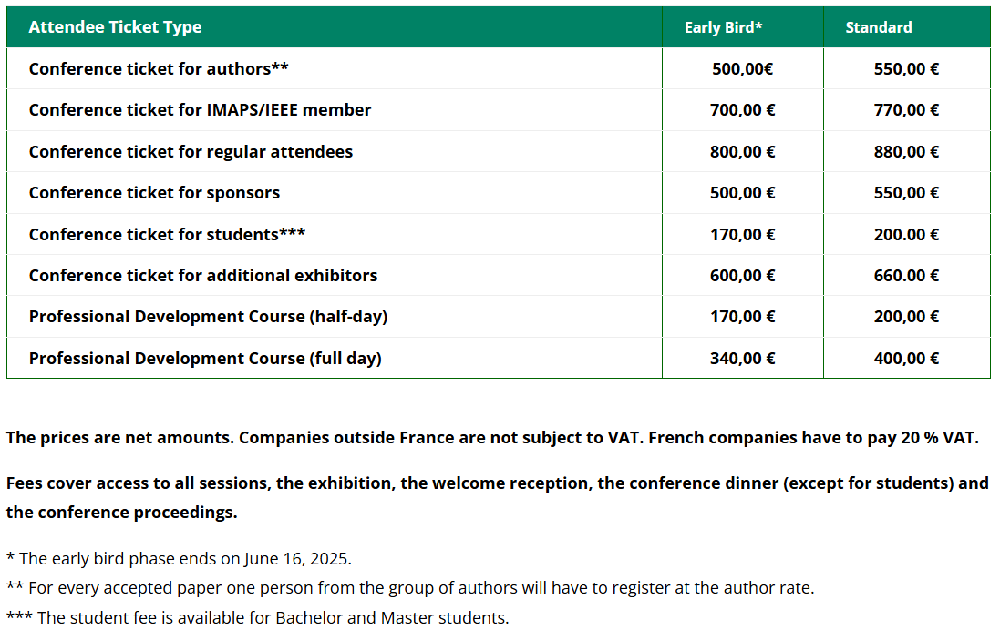 Attendee Ticket Type Early Bird* Standard
Conference ticket for authors** 500,00€ 550,00 €
Conference ticket for IMAPS/IEEE member 700,00 € 770,00 €
Conference ticket for regular attendees 800,00 € 880,00 €
Conference ticket for sponsors 500,00 € 550,00 €
Conference ticket for students*** 170,00 € 200.00 €
Conference ticket for additional exhibitors 600,00 € 660.00 €
Professional Development Course (half-day) 170,00 € 200,00 €
Professional Development Course (full day) 340,00 € 400,00 €
The prices are net amounts. Companies outside France are not subject to VAT. French companies have to pay 20 % VAT.
Fees cover access to all sessions, the exhibition, the welcome reception, the conference dinner (except for students) and
the conference proceedings.
* The early bird phase ends on June 16, 2025.
** For every accepted paper one person from the group of authors will have to register at the author rate.
*** The student fee is available for Bachelor and Master students.